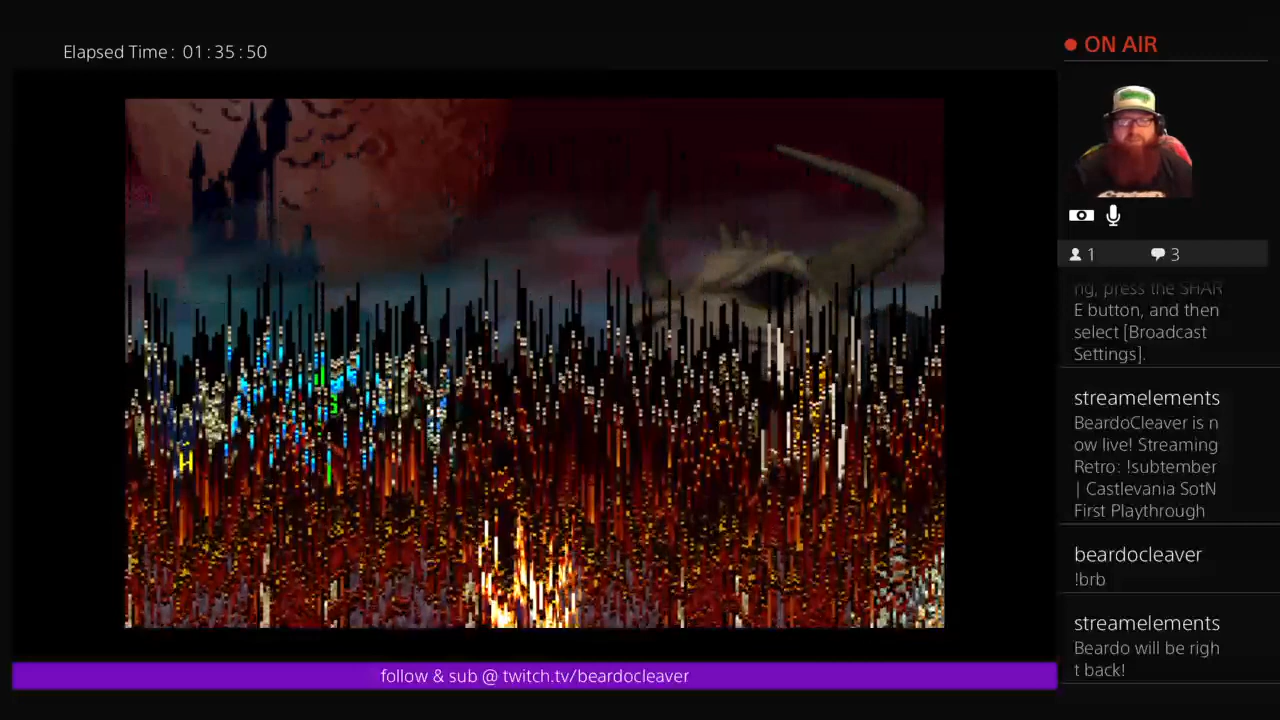 Elapsed Time: 01:35:50
ON AIR
1
3
ng, press the SHAR
E button, and then
select [Broadcast
Settings].
streamelements
BeardoCleaver is n
ow live! Streaming
Retro: !subtember
| Castlevania SotN
First Playthrough
beardocleaver
!brb
streamelements
Beardo will be righ
t back!
follow & sub @ twitch.tv/beardocleaver